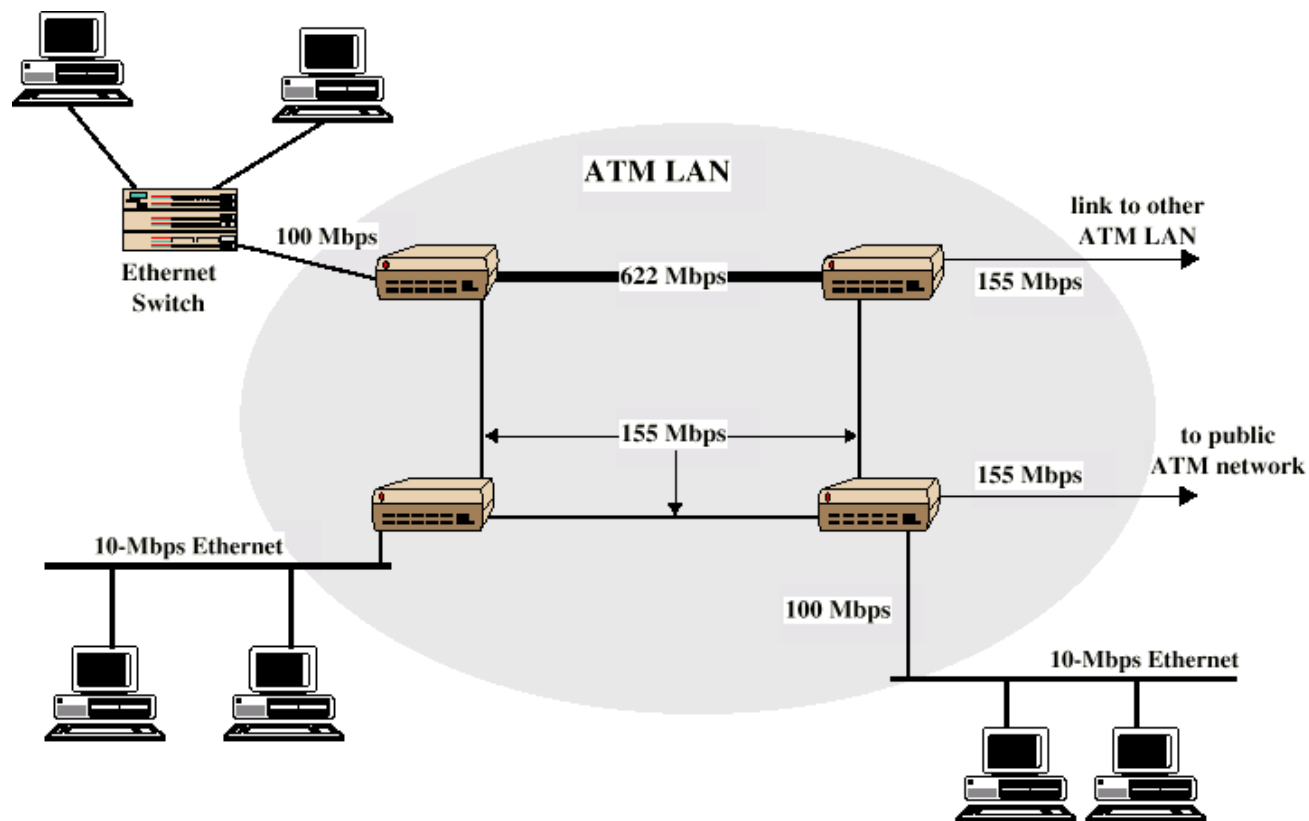 ATM LAN
link to other
ATM LAN
100 Mbps
Ethernet
Switch
622 Mbps
155 Mbps
155 Mbps
to public
ATM network
155 Mbps
10-Mbps Ethernet
100 Mbps
10-Mbps Ethernet